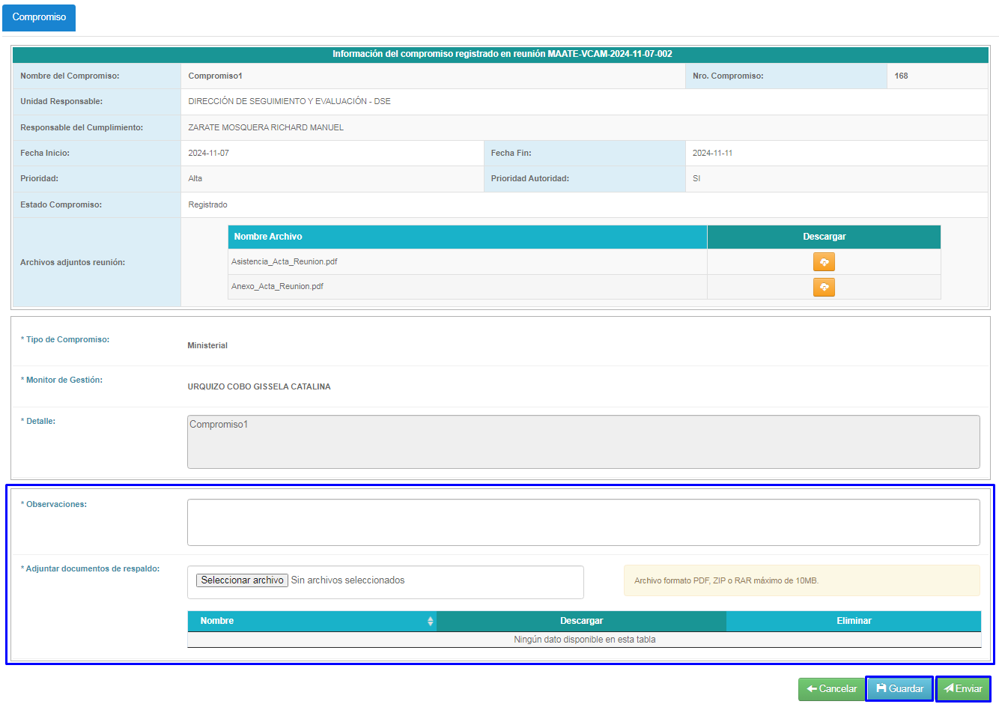 Compromiso
Información del compromiso registrado en reunión MAATE-VCAM-2024-11-07-002
Nombre del Compromiso: Compromiso1 Nro. Compromiso: 168
Unidad Responsable: DIRECCIÓN DE SEGUIMIENTO Y EVALUACIÓN - DSE
Responsable del Cumplimiento: ZARATE MOSQUERA RICHARD MANUEL
Fecha Inicio: 2024-11-07 Fecha Fin: 2024-11-11
Prioridad: Alta Prioridad Autoridad: SI
Estado Compromiso: Registrado
Archivos adjuntos reunión:
Nombre Archivo Descargar
Asistencia_Acta_Reunion.pdf
Anexo_Acta_Reunion.pdf
* Tipo de Compromiso: Ministerial
* Monitor de Gestión: URQUIZO COBO GISSELA CATALINA
* Detalle: Compromiso1
* Observaciones:
* Adjuntar documentos de respaldo: Seleccionar archivo Sin archivos seleccionados Archivo formato PDF, ZIP o RAR máximo de 10MB.
Nombre Descargar Eliminar
Ningún dato disponible en esta tabla
Cancelar Guardar Enviar